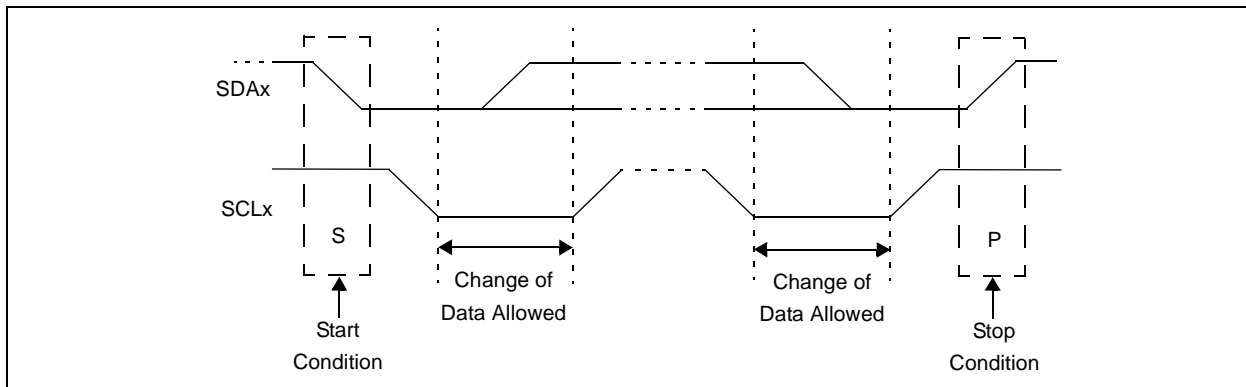 SDAx
SCLx
S
P
Change of
Data Allowed
Change of
Data Allowed
Start
Condition
Stop
Condition